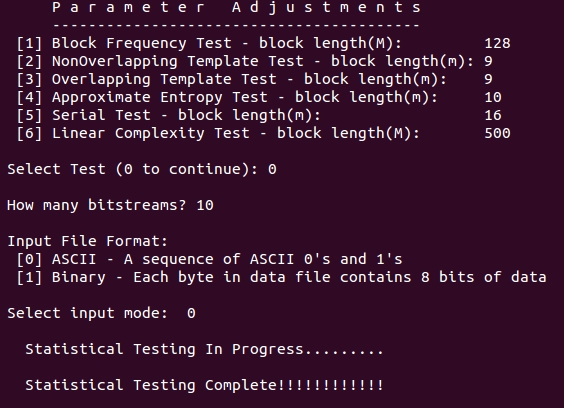 P a r a m e t e r   A d j u s t m e n t s
-----------------------------------------
[1] Block Frequency Test - block length(M):         128
[2] NonOverlapping Template Test - block length(m): 9
[3] Overlapping Template Test - block length(m):    9
[4] Approximate Entropy Test - block length(m):     10
[5] Serial Test - block length(m):                  16
[6] Linear Complexity Test - block length(M):       500
Select Test (0 to continue): 0
How many bitstreams? 10
Input File Format:
[0] ASCII - A sequence of ASCII 0's and 1's
[1] Binary - Each byte in data file contains 8 bits of data
Select input mode:  0
Statistical Testing In Progress.........
Statistical Testing Complete!!!!!!!!!!!!